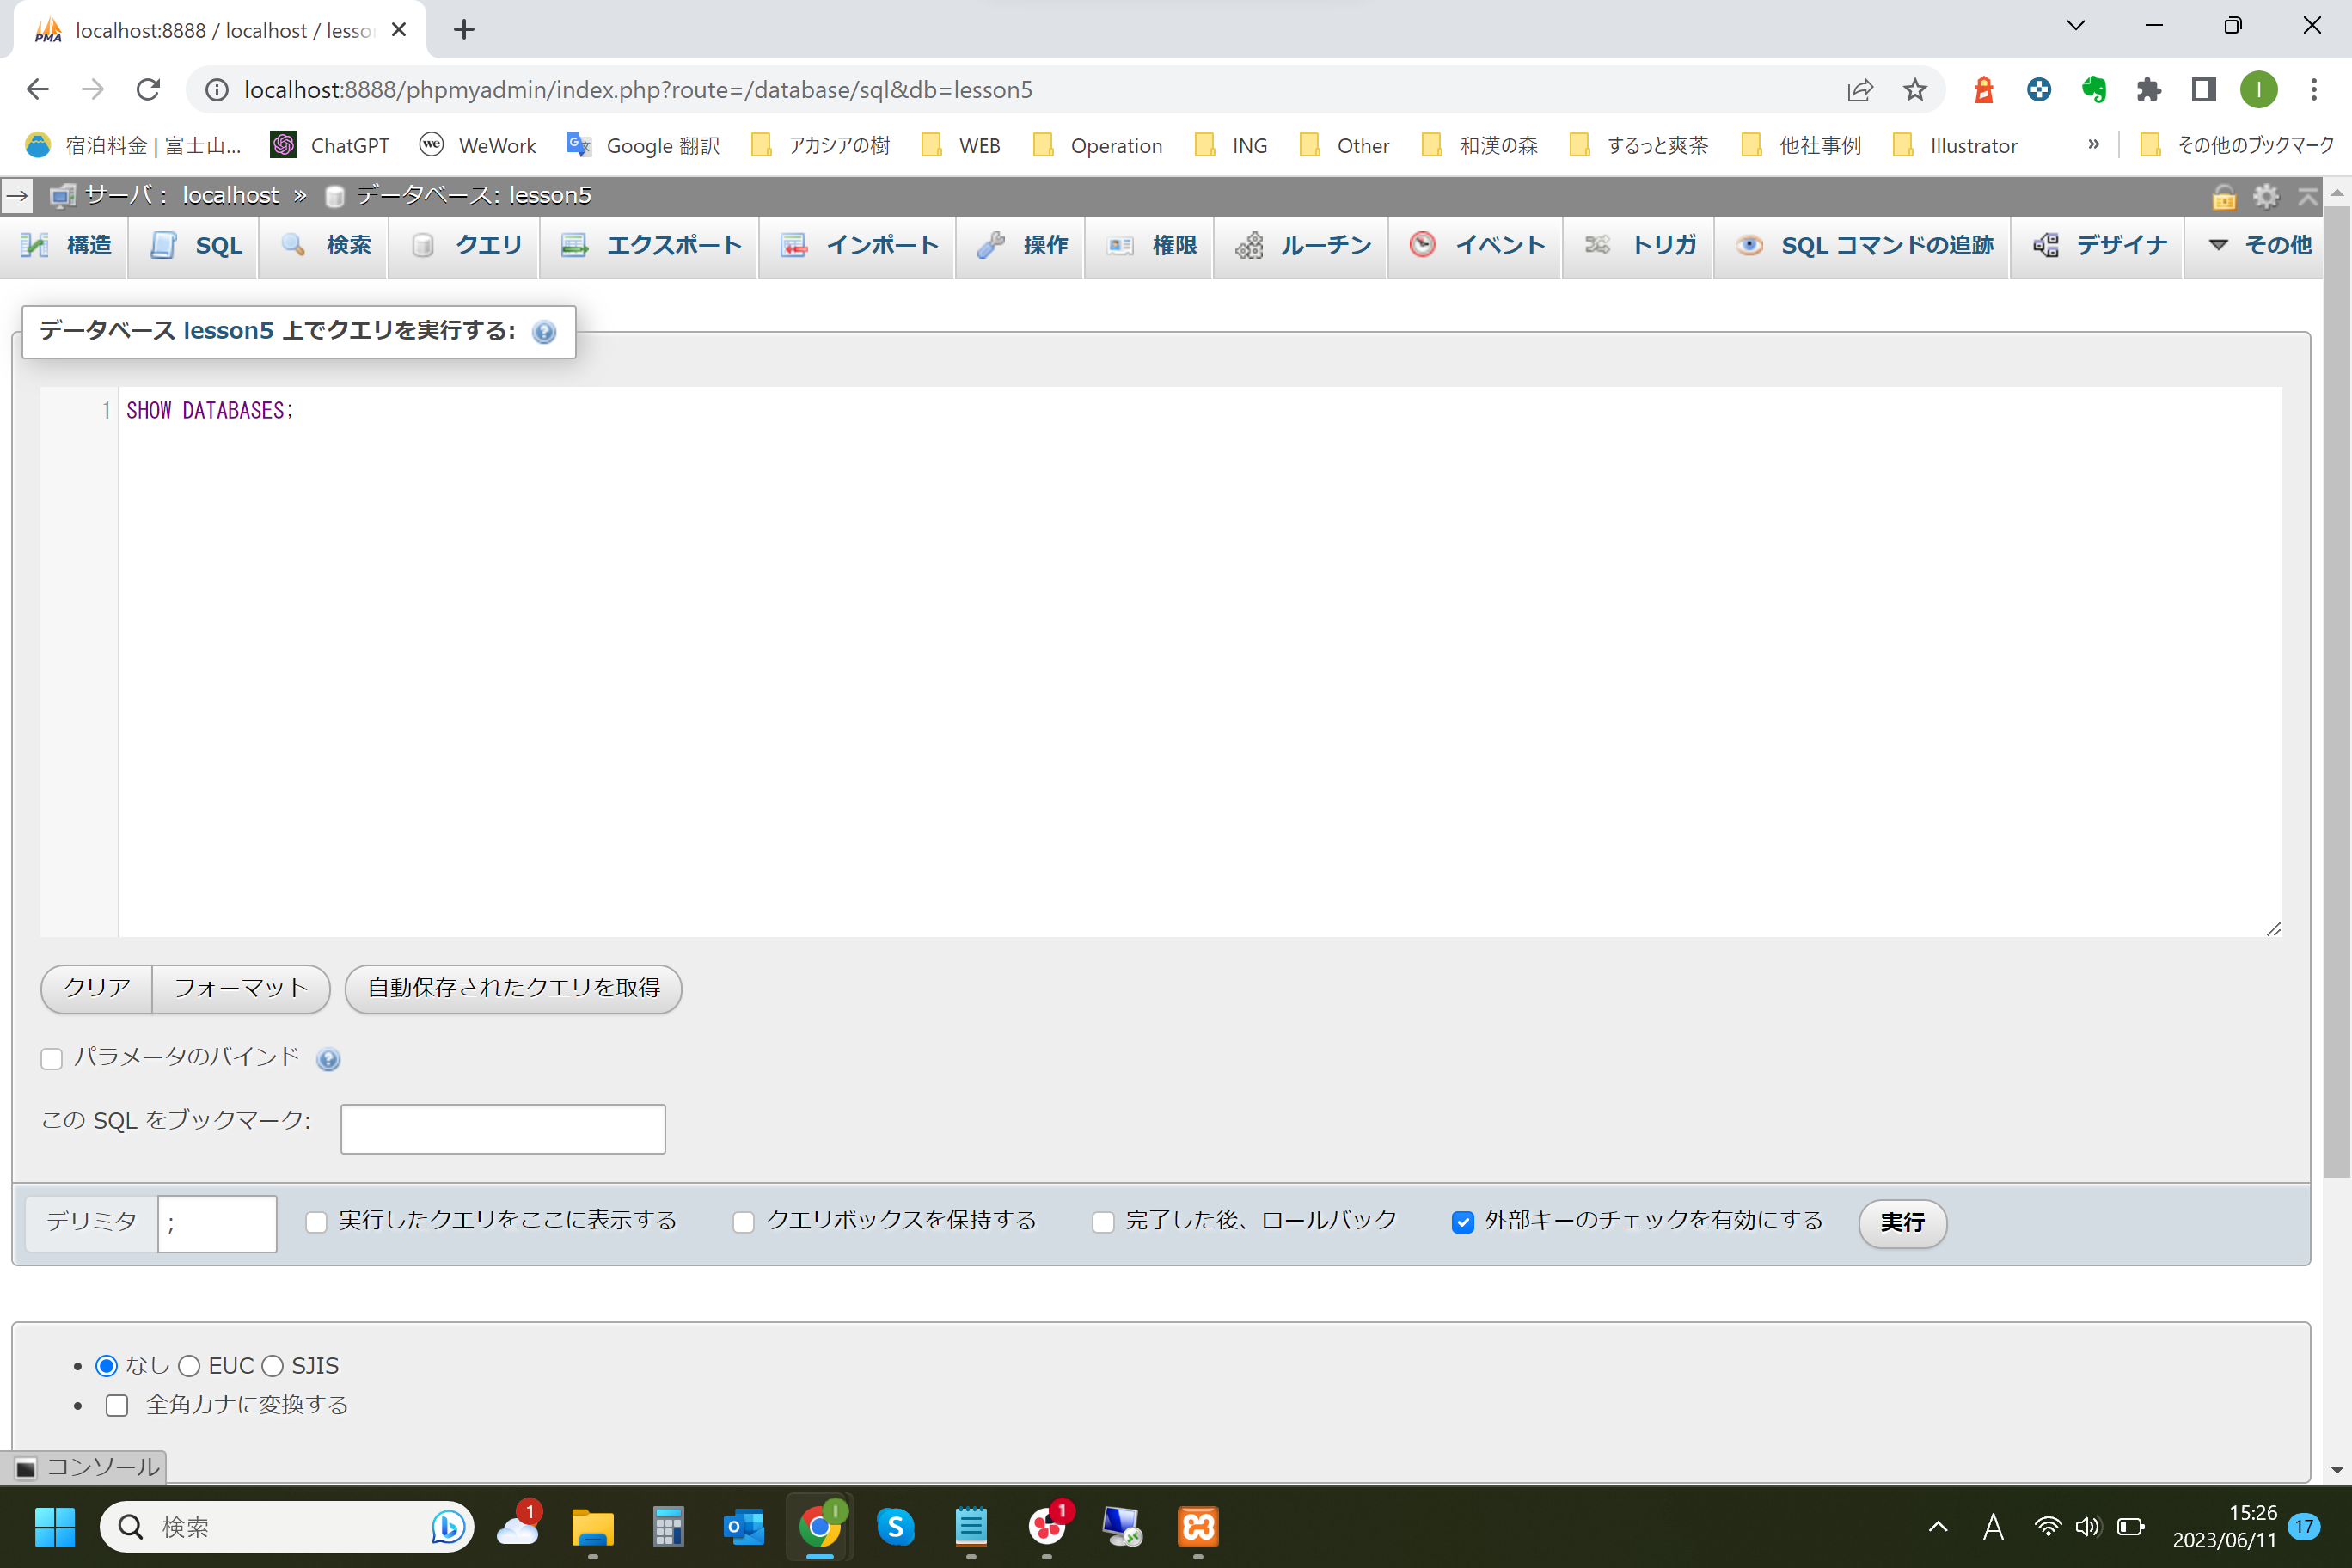 localhost:8888 / localhost / lesso
localhost:8888/phpmyadmin/index.php?route=/database/sql&db=lesson5
I
宿泊料金 | 富士山... ChatGPT WeWork Google 翻訳 アカシアの樹 WEB Operation ING Other 和漢の森 するっと爽茶 他社事例 Illustrator » その他のブックマーク
サーバ： localhost » データベース: lesson5
構造 SQL 検索 クエリ エクスポート インポート 操作 権限 ルーチン イベント トリガ SQL コマンドの追跡 デザイナ その他
データベース lesson5 上でクエリを実行する:
1 SHOW DATABASES;
クリア フォーマット 自動保存されたクエリを取得
パラメータのバインド
この SQL をブックマーク:
デリミタ ; 実行したクエリをここに表示する クエリボックスを保持する 完了した後、ロールバック 外部キーのチェックを有効にする 実行
なし EUC SJIS
全角カナに変換する
コンソール
検索 1 1 A 15:26 17
2023/06/11